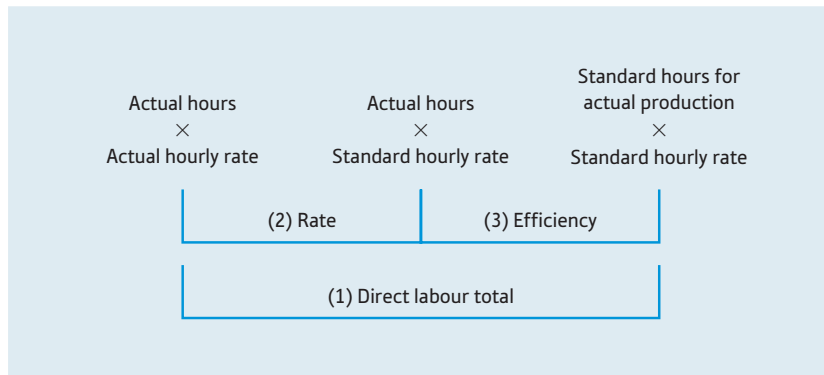 Actual hours
×
Actual hourly rate
Actual hours
×
Standard hourly rate
Standard hours for
actual production
×
Standard hourly rate
(2) Rate
(3) Efficiency
(1) Direct labour total